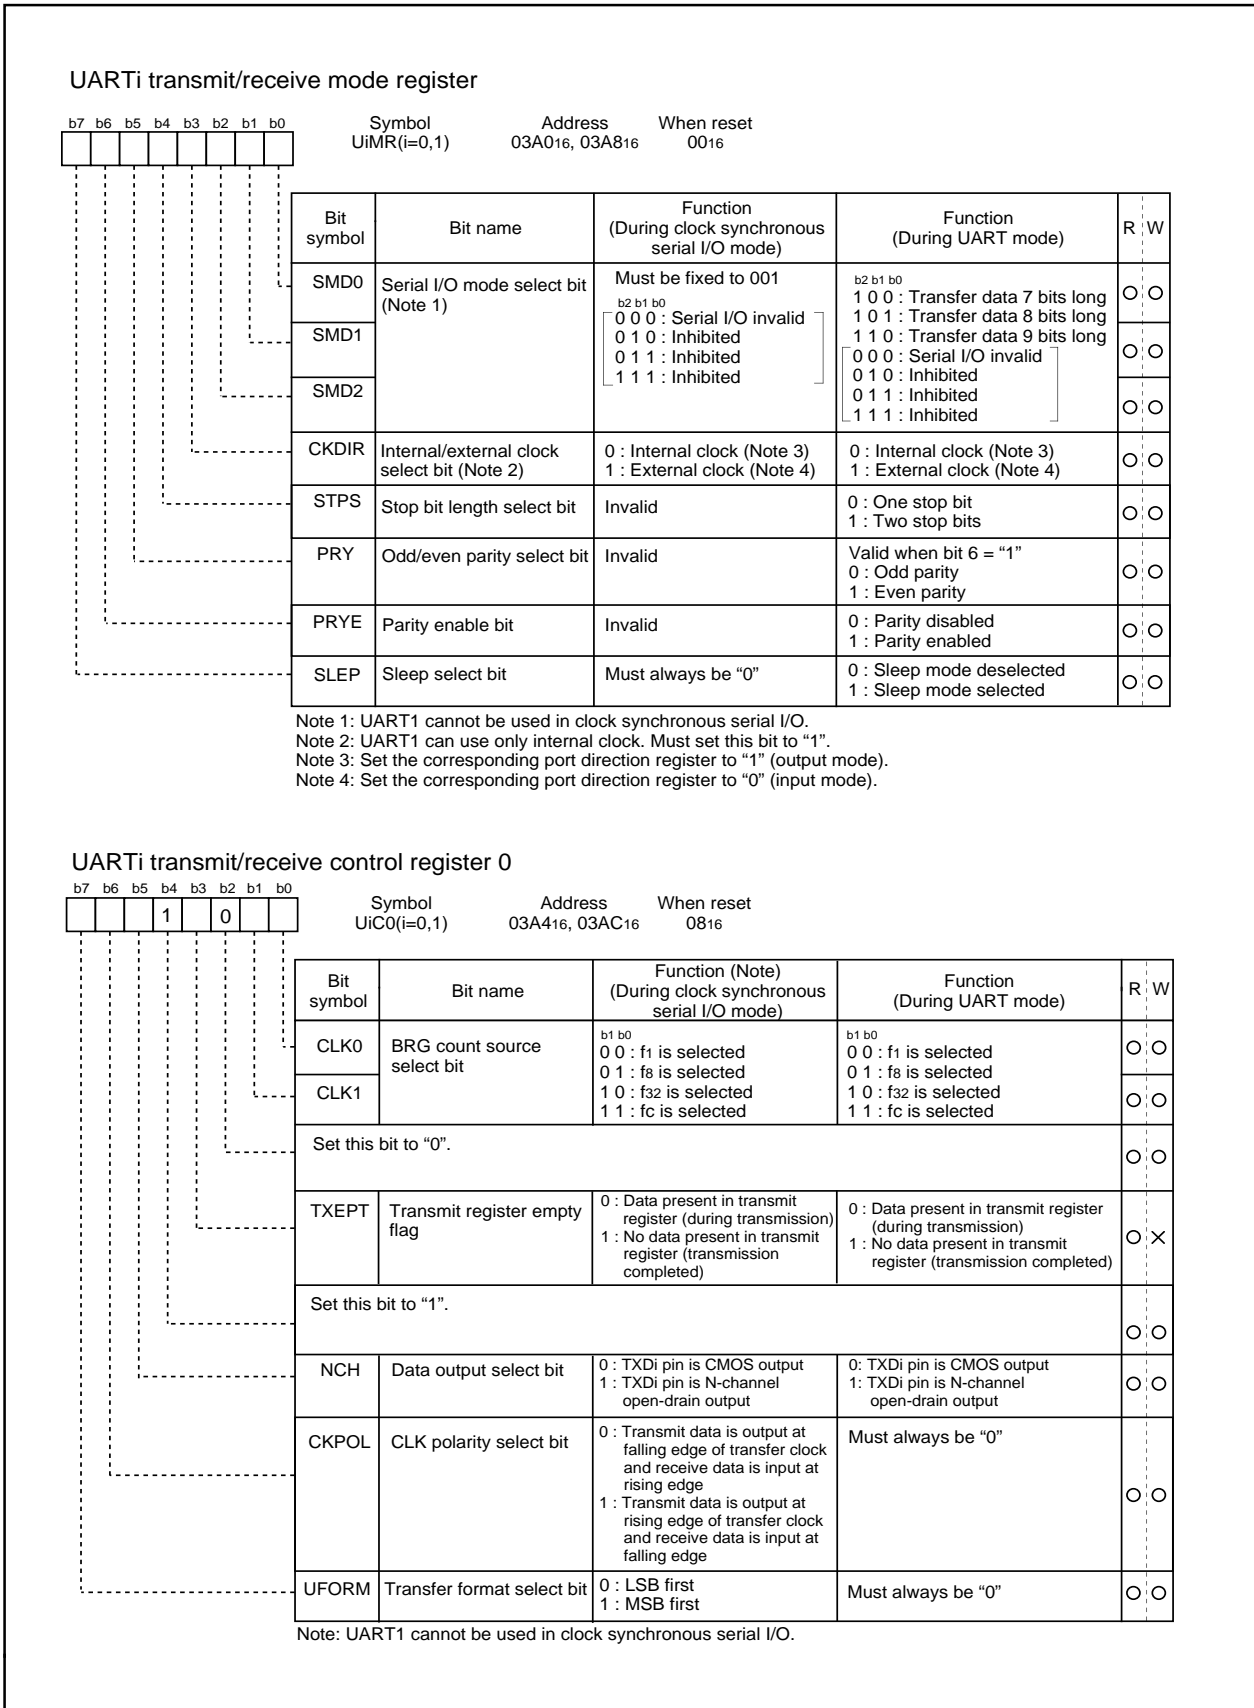 UARTi transmit/receive mode register
b7 b6 b5 b4 b3 b2 b1 b0
Symbol Address When reset
UiMR(i=0,1) 03A016, 03A816 0016
Bit symbol Bit name Function (During clock synchronous serial I/O mode) Function (During UART mode) R W
SMD0 Serial I/O mode select bit (Note 1)
SMD1
SMD2
Must be fixed to 001
b2 b1 b0
0 0 0 : Serial I/O invalid
0 1 0 : Inhibited
0 1 1 : Inhibited
1 1 1 : Inhibited
b2 b1 b0
1 0 0 : Transfer data 7 bits long
1 0 1 : Transfer data 8 bits long
1 1 0 : Transfer data 9 bits long
0 0 0 : Serial I/O invalid
0 1 0 : Inhibited
0 1 1 : Inhibited
1 1 1 : Inhibited
CKDIR Internal/external clock select bit (Note 2)
0 : Internal clock (Note 3)
1 : External clock (Note 4)
0 : Internal clock (Note 3)
1 : External clock (Note 4)
STPS Stop bit length select bit Invalid
0 : One stop bit
1 : Two stop bits
PRY Odd/even parity select bit Invalid
Valid when bit 6 = “1”
0 : Odd parity
1 : Even parity
PRYE Parity enable bit Invalid
0 : Parity disabled
1 : Parity enabled
SLEP Sleep select bit Must always be “0”
0 : Sleep mode deselected
1 : Sleep mode selected
Note 1: UART1 cannot be used in clock synchronous serial I/O.
Note 2: UART1 can use only internal clock. Must set this bit to “1”.
Note 3: Set the corresponding port direction register to “1” (output mode).
Note 4: Set the corresponding port direction register to “0” (input mode).
UARTi transmit/receive control register 0
b7 b6 b5 b4 b3 b2 b1 b0
1 0
Symbol Address When reset
UiC0(i=0,1) 03A416, 03AC16 0816
Bit symbol Bit name Function (Note) (During clock synchronous serial I/O mode) Function (During UART mode) R W
CLK0 BRG count source select bit
CLK1
b1 b0
0 0 : f1 is selected
0 1 : f8 is selected
1 0 : f32 is selected
1 1 : fc is selected
b1 b0
0 0 : f1 is selected
0 1 : f8 is selected
1 0 : f32 is selected
1 1 : fc is selected
Set this bit to “0”.
TXEPT Transmit register empty flag
0 : Data present in transmit
register (during transmission)
1 : No data present in transmit
register (transmission
completed)
0 : Data present in transmit register
(during transmission)
1 : No data present in transmit
register (transmission completed)
Set this bit to “1”.
NCH Data output select bit
0 : TXDi pin is CMOS output
1 : TXDi pin is N-channel
open-drain output
0: TXDi pin is CMOS output
1: TXDi pin is N-channel
open-drain output
CKPOL CLK polarity select bit
0 : Transmit data is output at
falling edge of transfer clock
and receive data is input at
rising edge
1 : Transmit data is output at
rising edge of transfer clock
and receive data is input at
falling edge
Must always be “0”
UFORM Transfer format select bit
0 : LSB first
1 : MSB first
Must always be “0”
Note: UART1 cannot be used in clock synchronous serial I/O.